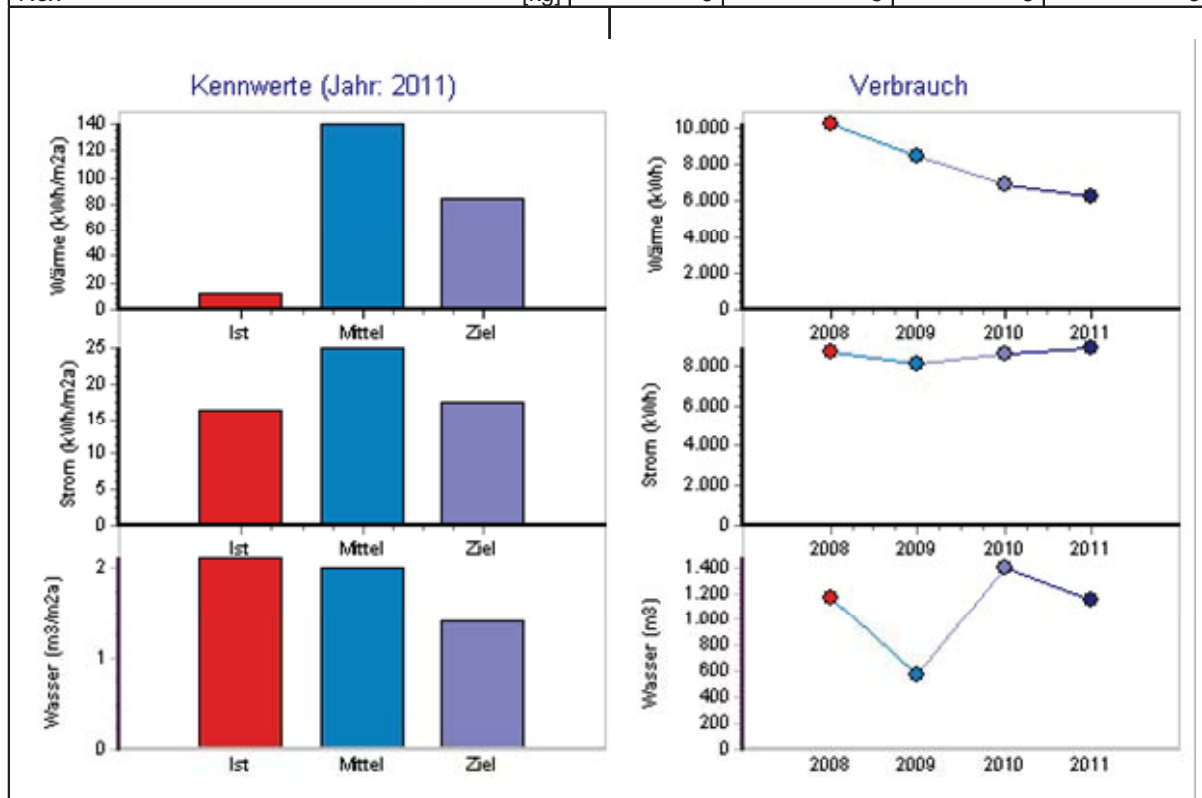 [kg]
Kennwerte (Jahr: 2011)
Wärme (kWh/m2a)
140
120
100
80
60
40
20
0
Ist Mittel Ziel
Strom (kWh/m2a)
25
20
15
10
5
0
Ist Mittel Ziel
Wasser (m3/m2a)
2
1
0
Ist Mittel Ziel
Verbrauch
Wärme (kWh)
10.000
8.000
6.000
4.000
2.000
0
2008 2009 2010 2011
Strom (kWh)
8.000
6.000
4.000
2.000
0
2008 2009 2010 2011
Wasser (m3)
1.400
1.200
1.000
800
600
400
200
0
2008 2009 2010 2011